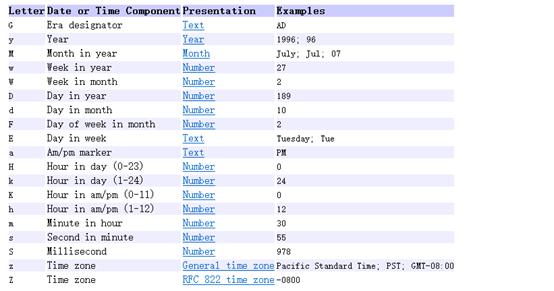 Letter Date or Time Component Presentation Examples
G Era designator Text AD
y Year Year 1996; 96
M Month in year Month July; Jul; 07
w Week in year Number 27
W Week in month Number 2
D Day in year Number 189
d Day in month Number 10
F Day of week in month Number 2
E Day in week Text Tuesday; Tue
a Am/pm marker Text PM
H Hour in day (0-23) Number 0
k Hour in day (1-24) Number 24
K Hour in am/pm (0-11) Number 0
h Hour in am/pm (1-12) Number 12
m Minute in hour Number 30
s Second in minute Number 55
S Millisecond Number 978
z Time zone General time zone Pacific Standard Time; PST; GMT-08:00
Z Time zone RFC 822 time zone -0800